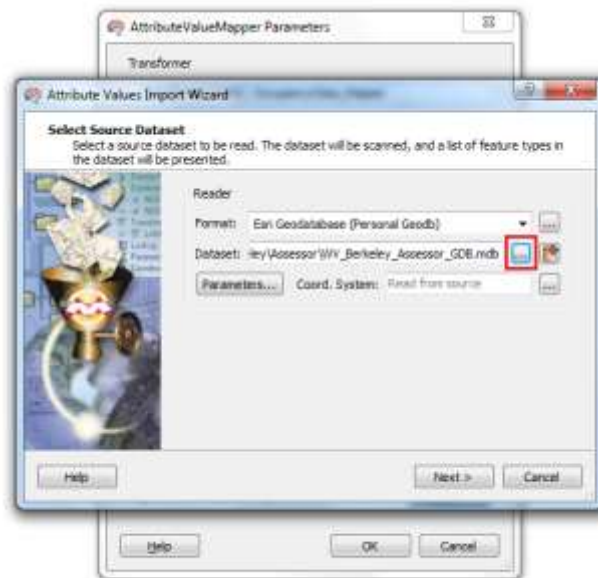 AttributeValueMapper Parameters
Transformer
Attribute Values Import Wizard
Select Source Dataset
Select a source dataset to be read. The dataset will be scanned, and a list of feature types in
the dataset will be presented.
Reader
Format: Esri Geodatabase (Personal Geodb) ...
Dataset: ley\Assessor\WV_Berkeley_Assessor_GDB.mdb ...
Parameters... Coord. System: Read from source ...
Help Next > Cancel
Help OK Cancel